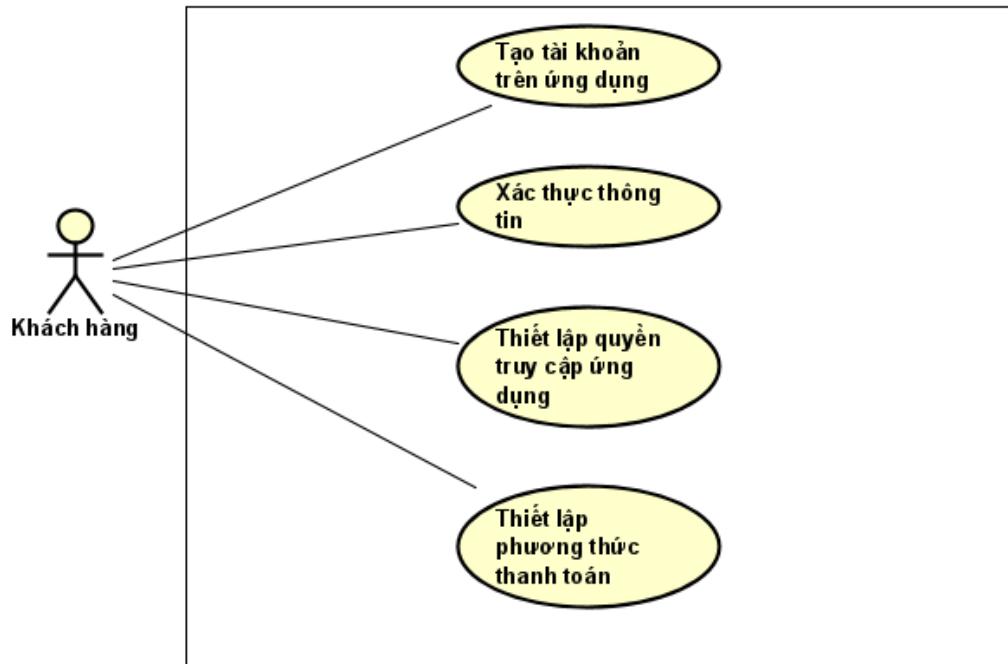 Tạo tài khoản
trên ứng dụng
Xác thực thông
tin
Khách hàng
Thiết lập quyền
truy cập ứng
dụng
Thiết lập
phương thức
thanh toán